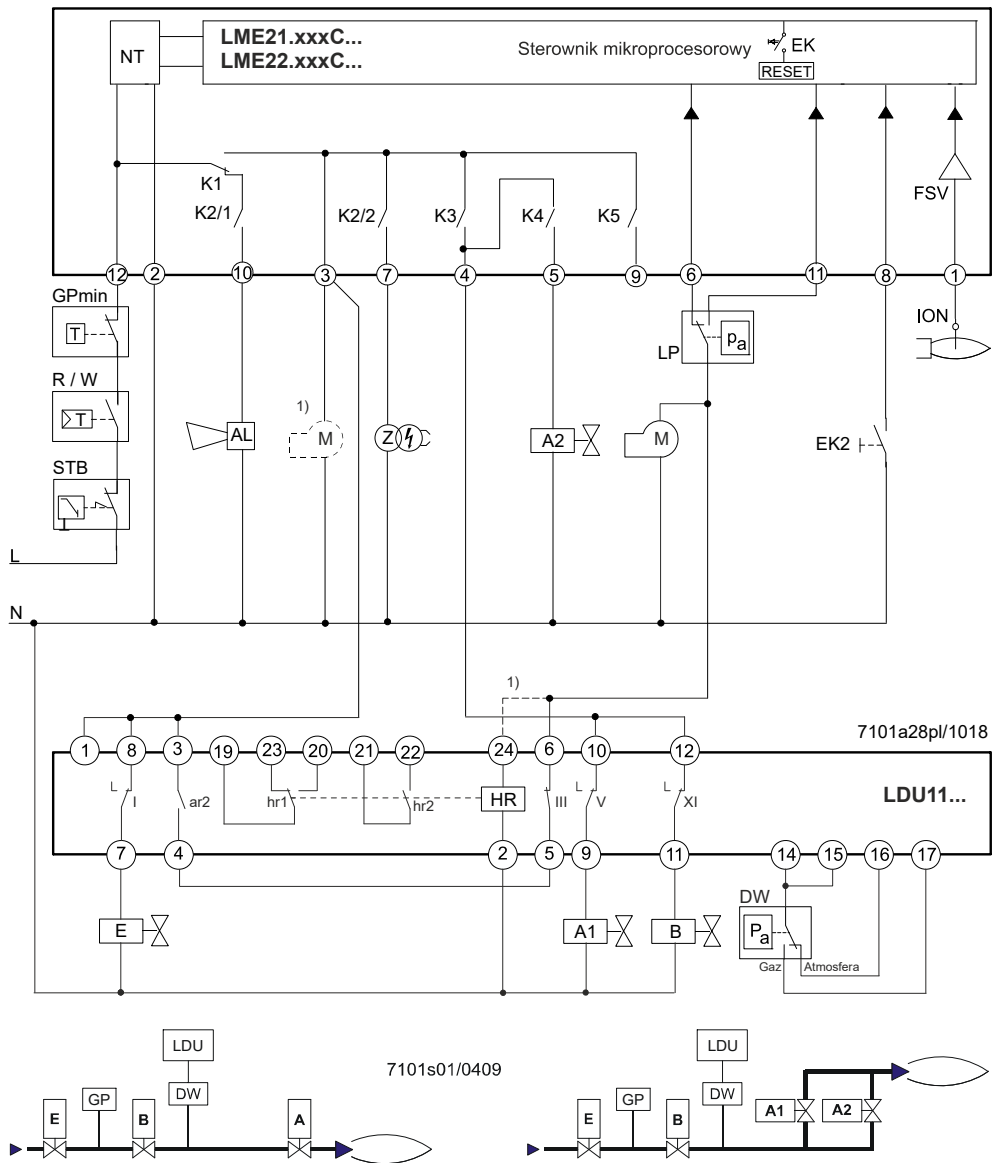 LME21.xxxC...
LME22.xxxC...
NT
Sterownik mikroprocesorowy
EK
RESET
FSV
K1
K2/1
K2/2
K3
K4
K5
12 2 10 3 7 4 5 9 6 11 8 1
GPmin
T
R / W
T
STB
L
N
AL
1)
M
Z
A2
M
LP
pa
ION
EK2
1)
7101a28pl/1018
1 8 3 19 23 20 21 22 24 6 10 12
L
I
ar2
hr1
hr2
HR
III
L
V
L
XI
LDU11...
7 4 2 5 9 11 14 15 16 17
E
A1
B
DW
Pa
Gaz
Atmosfera
7101s01/0409
LDU
E
GP
B
DW
A
LDU
E
GP
B
DW
A1
A2